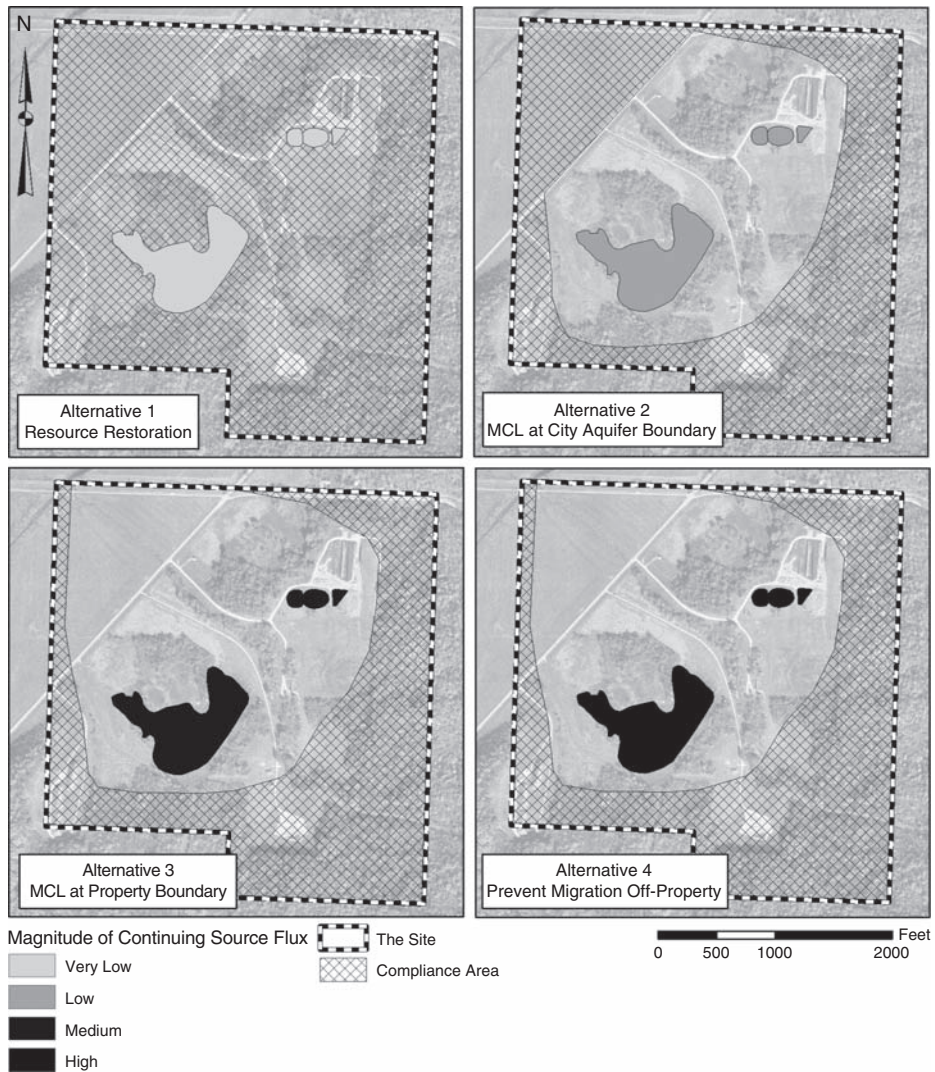 N
Alternative 1
Resource Restoration
Alternative 2
MCL at City Aquifer Boundary
Alternative 3
MCL at Property Boundary
Alternative 4
Prevent Migration Off-Property
Magnitude of Continuing Source Flux
Very Low
Low
Medium
High
The Site
Compliance Area
Feet
0 500 1000 2000